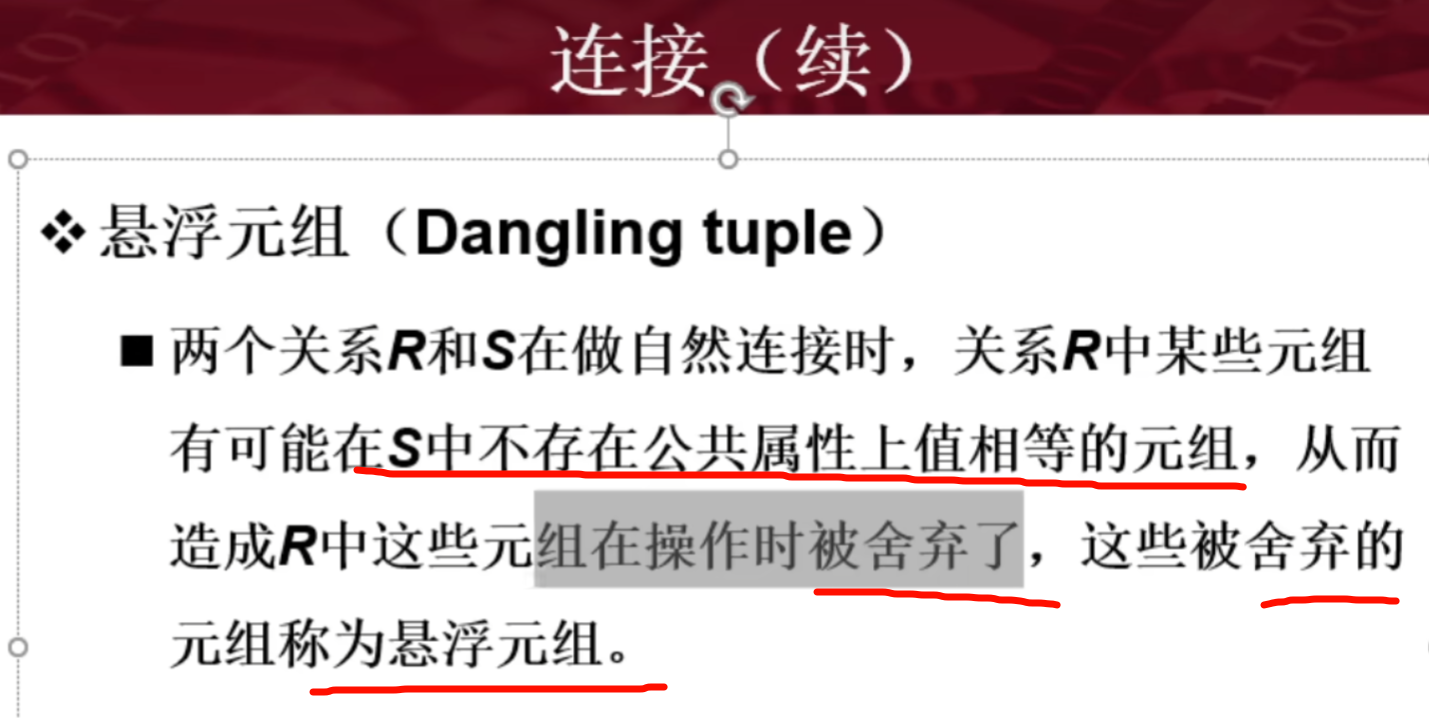 连接（续）
❖悬浮元组（Dangling tuple）
■两个关系R和S在做自然连接时，关系R中某些元组
有可能在S中不存在公共属性上值相等的元组，从而
造成R中这些元组在操作时被舍弃了，这些被舍弃的
元组称为悬浮元组。